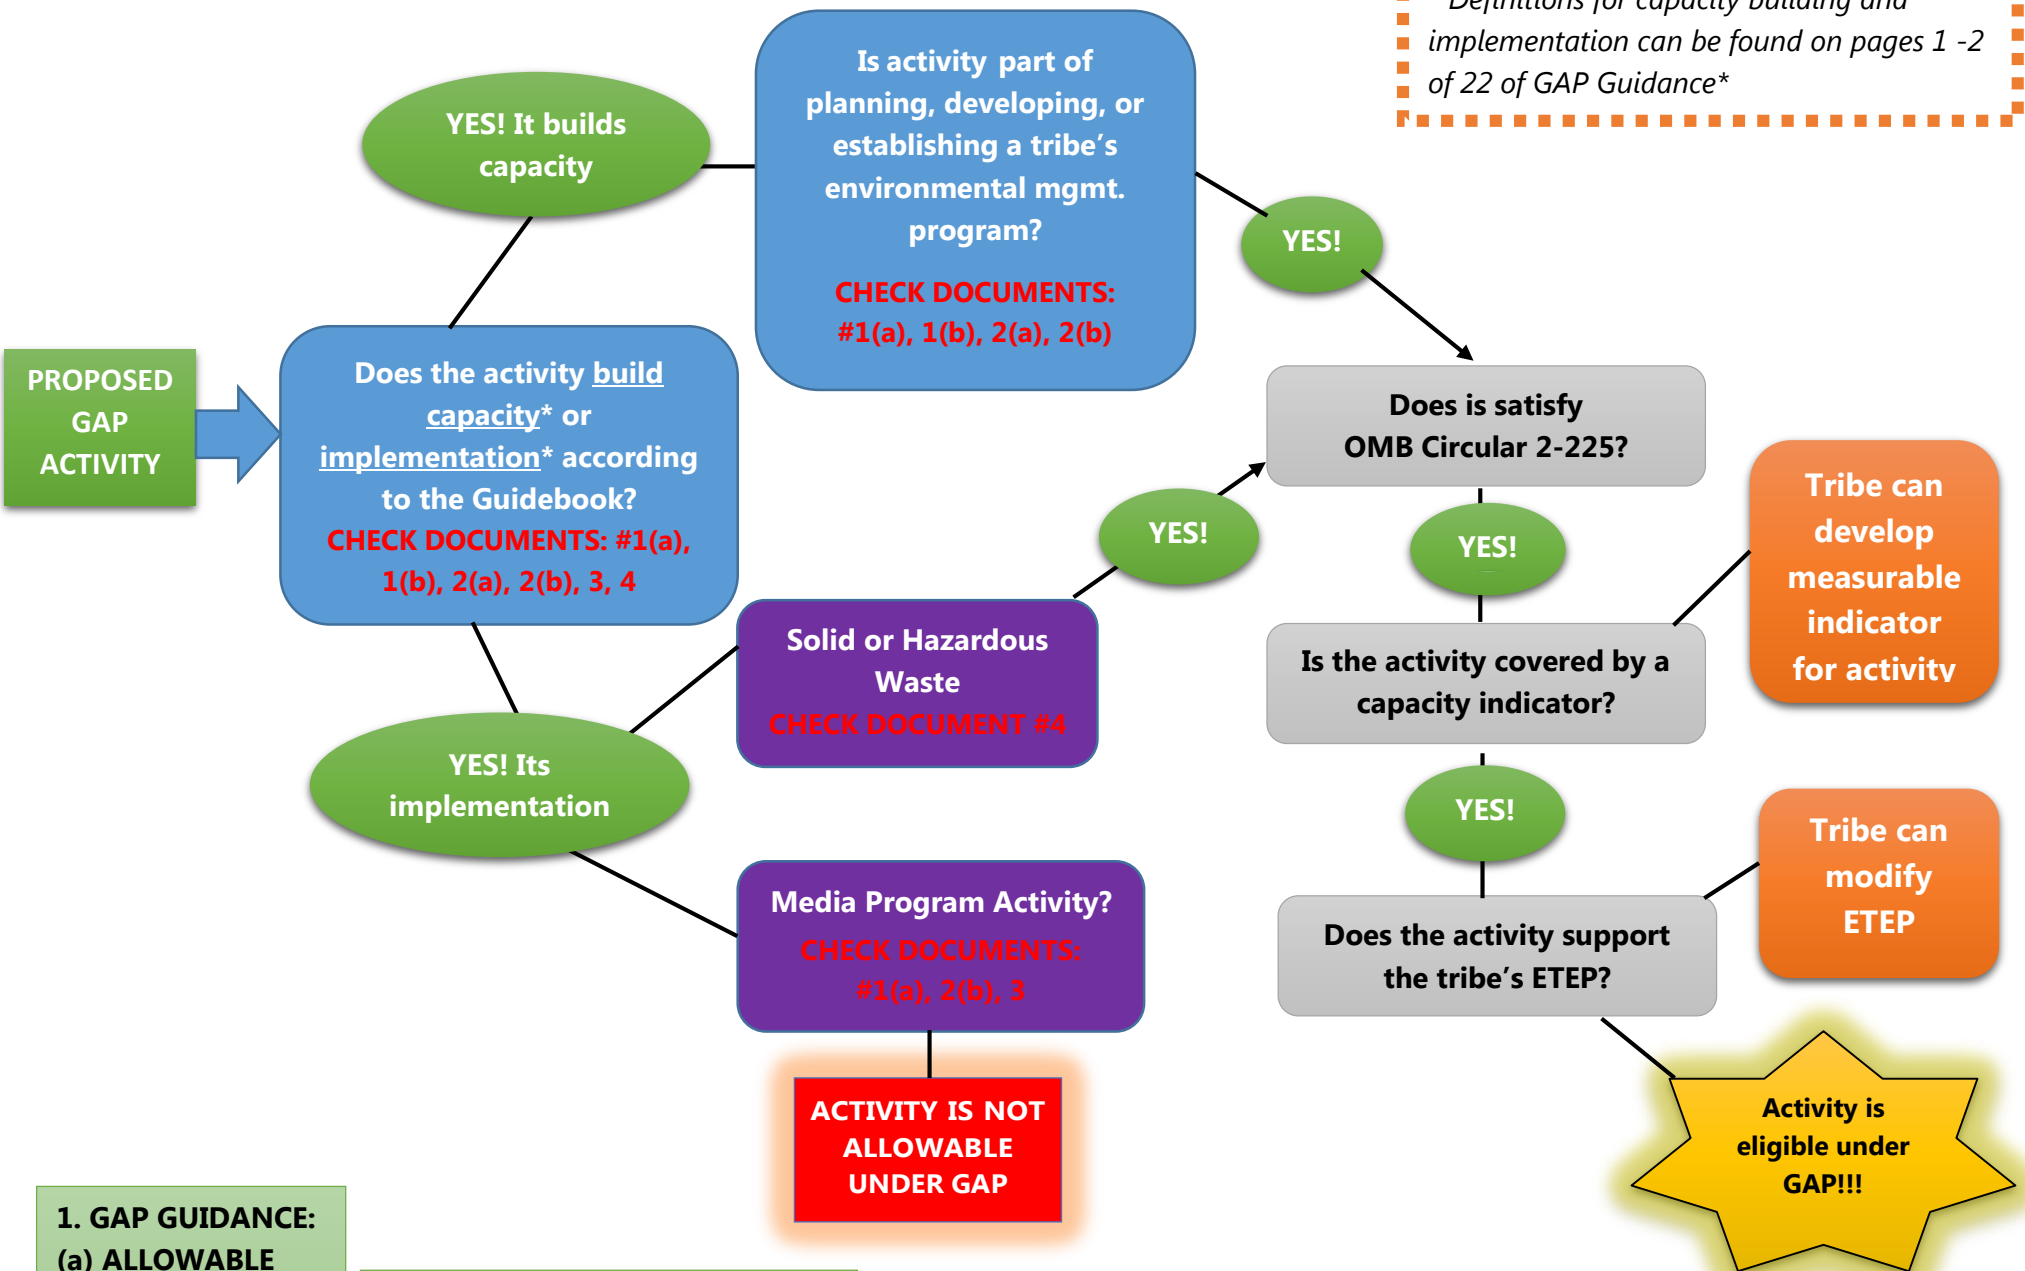 *Definitions for capacity building and
implementation can be found on pages 1 -2
of 22 of GAP Guidance*
Is activity part of
planning, developing, or
establishing a tribe’s
environmental mgmt.
program?
CHECK DOCUMENTS:
#1(a), 1(b), 2(a), 2(b)
YES! It builds
capacity
YES!
PROPOSED
GAP
ACTIVITY
Does the activity build
capacity* or
implementation* according
to the Guidebook?
CHECK DOCUMENTS: #1(a),
1(b), 2(a), 2(b), 3, 4
Does is satisfy
OMB Circular 2-225?
YES!
YES!
Tribe can
develop
measurable
indicator
for activity
Solid or Hazardous
Waste
CHECK DOCUMENT #4
Is the activity covered by a
capacity indicator?
YES! Its
implementation
YES!
Tribe can
modify
ETEP
Media Program Activity?
CHECK DOCUMENTS:
#1(a), 2(b), 3
Does the activity support
the tribe’s ETEP?
ACTIVITY IS NOT
ALLOWABLE
UNDER GAP
Activity is
eligible under
GAP!!!
1. GAP GUIDANCE:
(a) ALLOWABLE